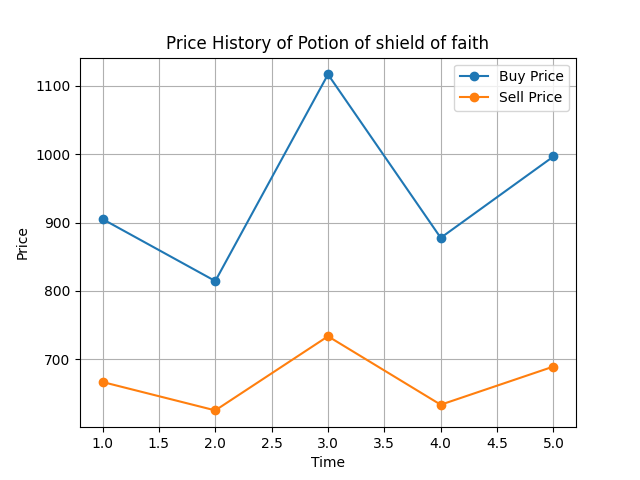 Price History of Potion of shield of faith
Buy Price
Sell Price
1100
1000
900
800
700
Price
1.0 1.5 2.0 2.5 3.0 3.5 4.0 4.5 5.0
Time